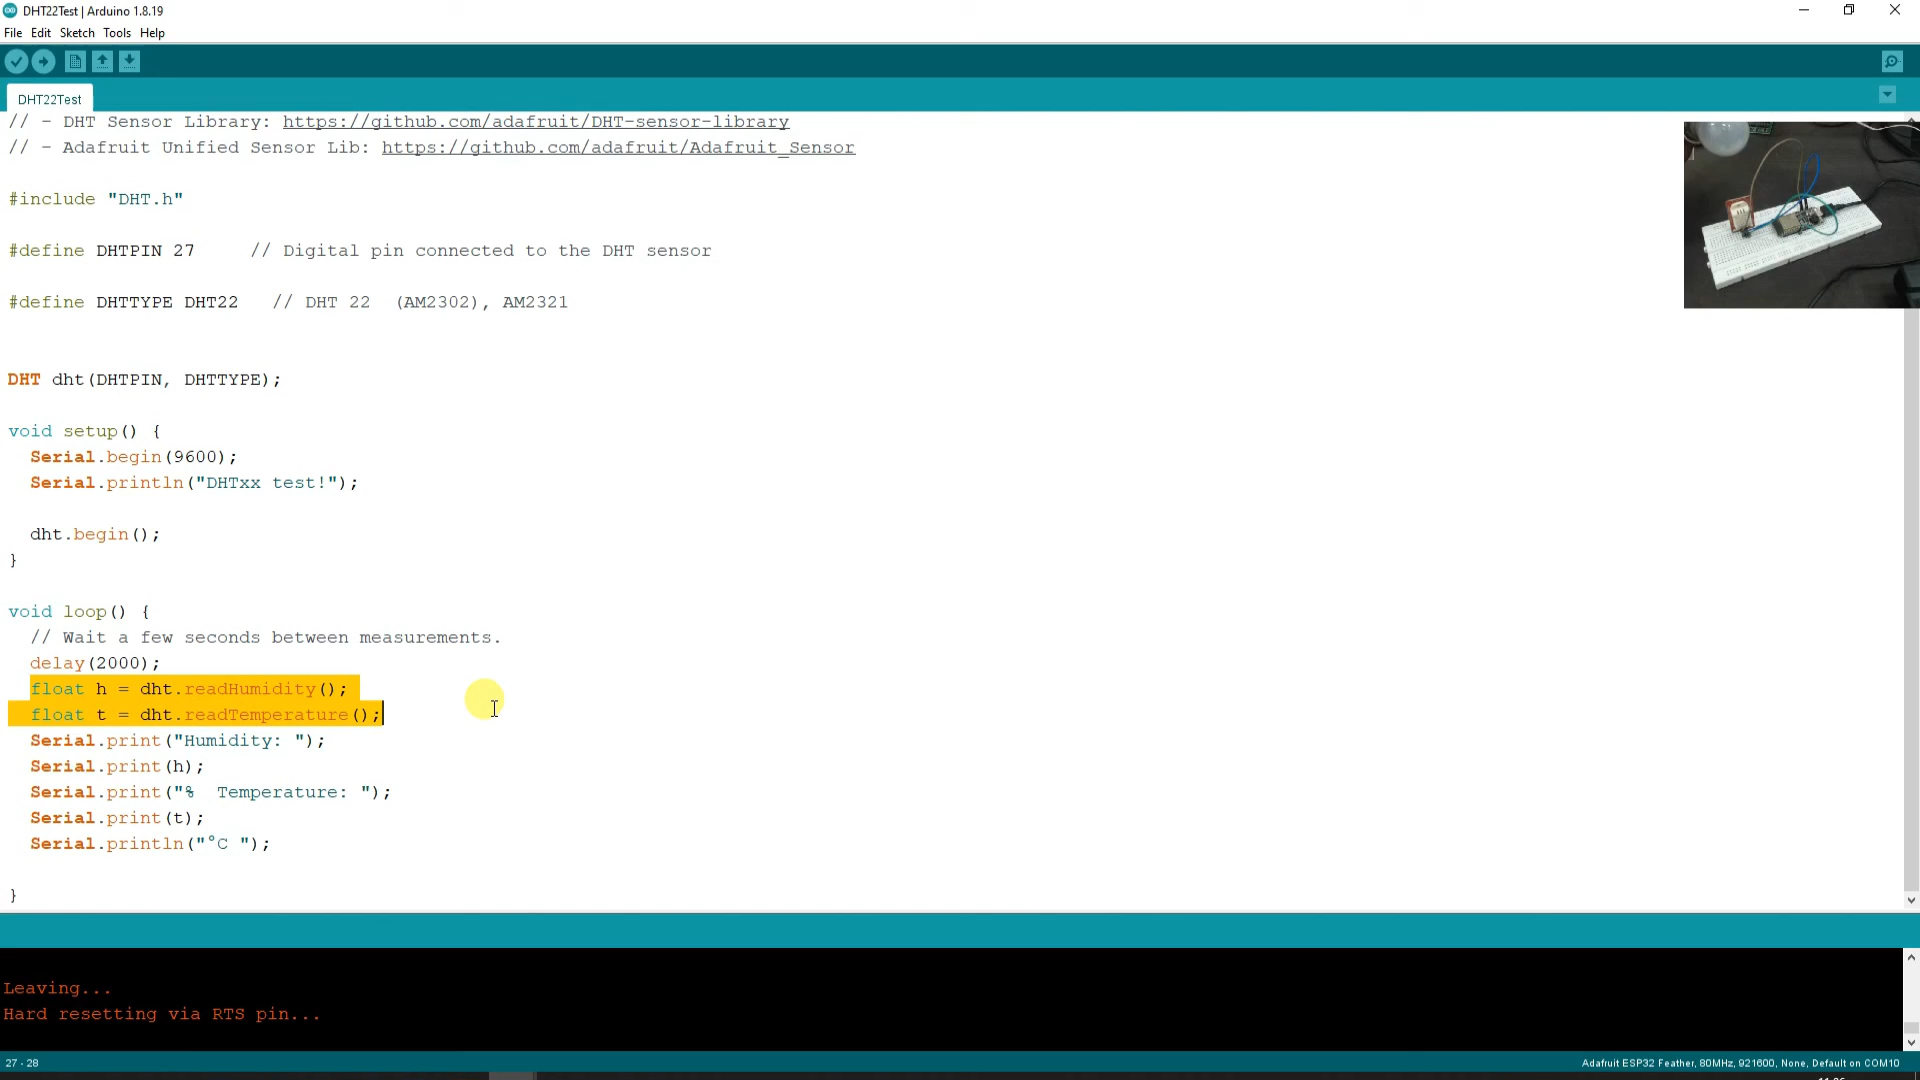 DHT22Test | Arduino 1.8.19
File Edit Sketch Tools Help
DHT22Test
// - DHT Sensor Library: https://github.com/adafruit/DHT-sensor-library
// - Adafruit Unified Sensor Lib: https://github.com/adafruit/Adafruit_Sensor
#include "DHT.h"
#define DHTPIN 27     // Digital pin connected to the DHT sensor
#define DHTTYPE DHT22   // DHT 22  (AM2302), AM2321
DHT dht(DHTPIN, DHTTYPE);
void setup() {
  Serial.begin(9600);
  Serial.println("DHTxx test!");
  dht.begin();
}
void loop() {
  // Wait a few seconds between measurements.
  delay(2000);
  float h = dht.readHumidity();
  float t = dht.readTemperature();
  Serial.print("Humidity: ");
  Serial.print(h);
  Serial.print("%  Temperature: ");
  Serial.print(t);
  Serial.println("°C ");
}
Leaving...
Hard resetting via RTS pin...
27 - 28
Adafruit ESP32 Feather, 80MHz, 921600, None, Default on COM10